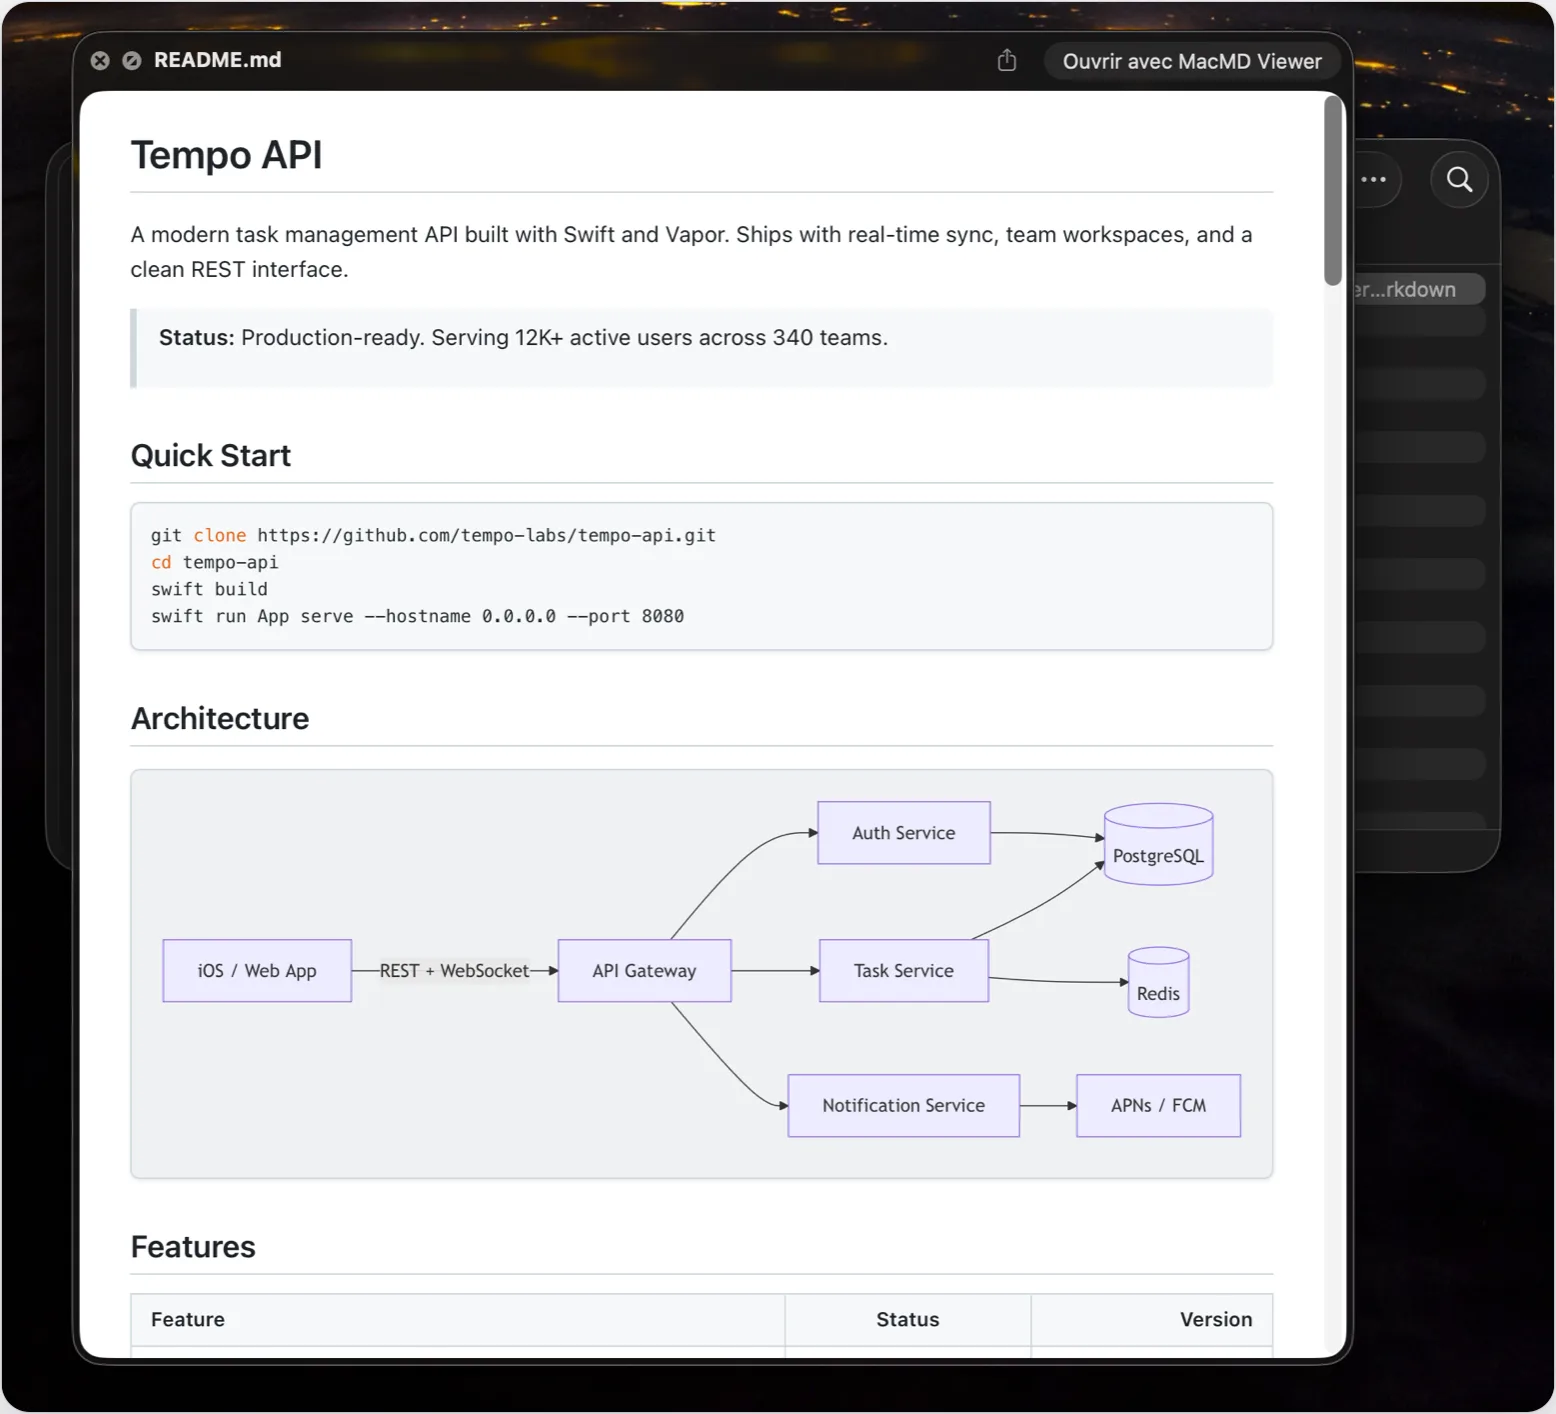 README.md
Ouvrir avec MacMD Viewer
Tempo API
A modern task management API built with Swift and Vapor. Ships with real-time sync, team workspaces, and a
clean REST interface.
Status: Production-ready. Serving 12K+ active users across 340 teams.
er...rkdown
Quick Start
git clone https://github.com/tempo-labs/tempo-api.git
cd tempo-api
swift build
swift run App serve --hostname 0.0.0.0 --port 8080
Architecture
Auth Service
PostgreSQL
iOS / Web App
REST + WebSocket
API Gateway
Task Service
Redis
Notification Service
APNs / FCM
Features
Feature Status Version